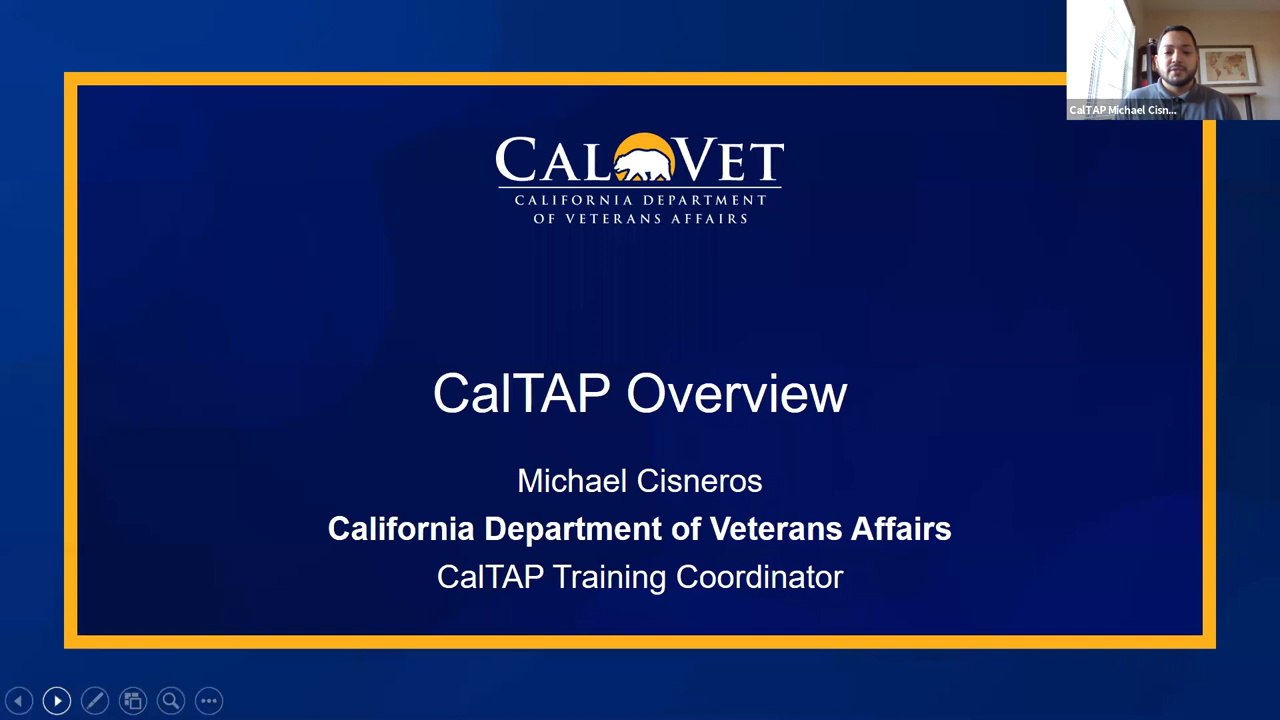 CalTAP Michael Cisn...
CALVET
CALIFORNIA DEPARTMENT
OF VETERANS AFFAIRS
CalTAP Overview
Michael Cisneros
California Department of Veterans Affairs
CalTAP Training Coordinator